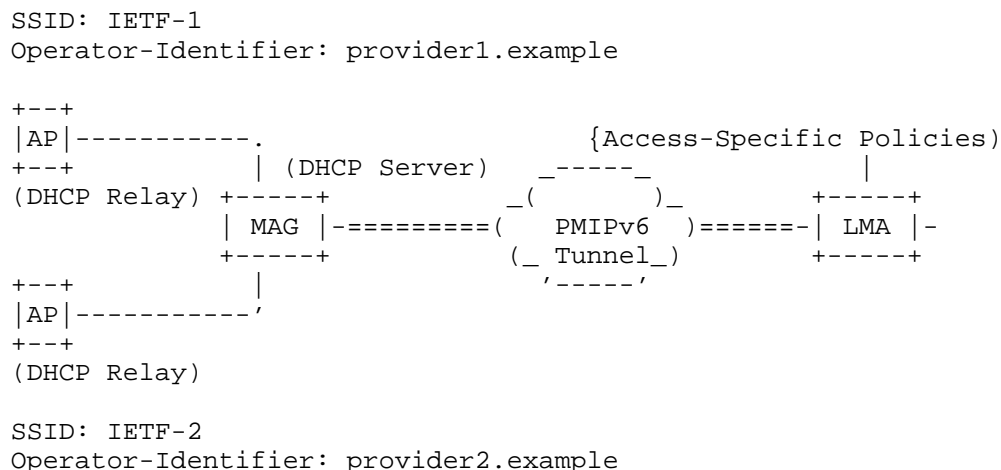 SSID: IETF-1
Operator-Identifier: provider1.example
+--+
|AP|-----------. {Access-Specific Policies)
+--+ | (DHCP Server) _-----_ |
(DHCP Relay) +-----+ _( )_ +-----+
| MAG |-=========( PMIPv6 )======-| LMA |-
+-----+ (_ Tunnel_) +-----+
+--+ | ’-----’
|AP|-----------’
+--+
(DHCP Relay)
SSID: IETF-2
Operator-Identifier: provider2.example